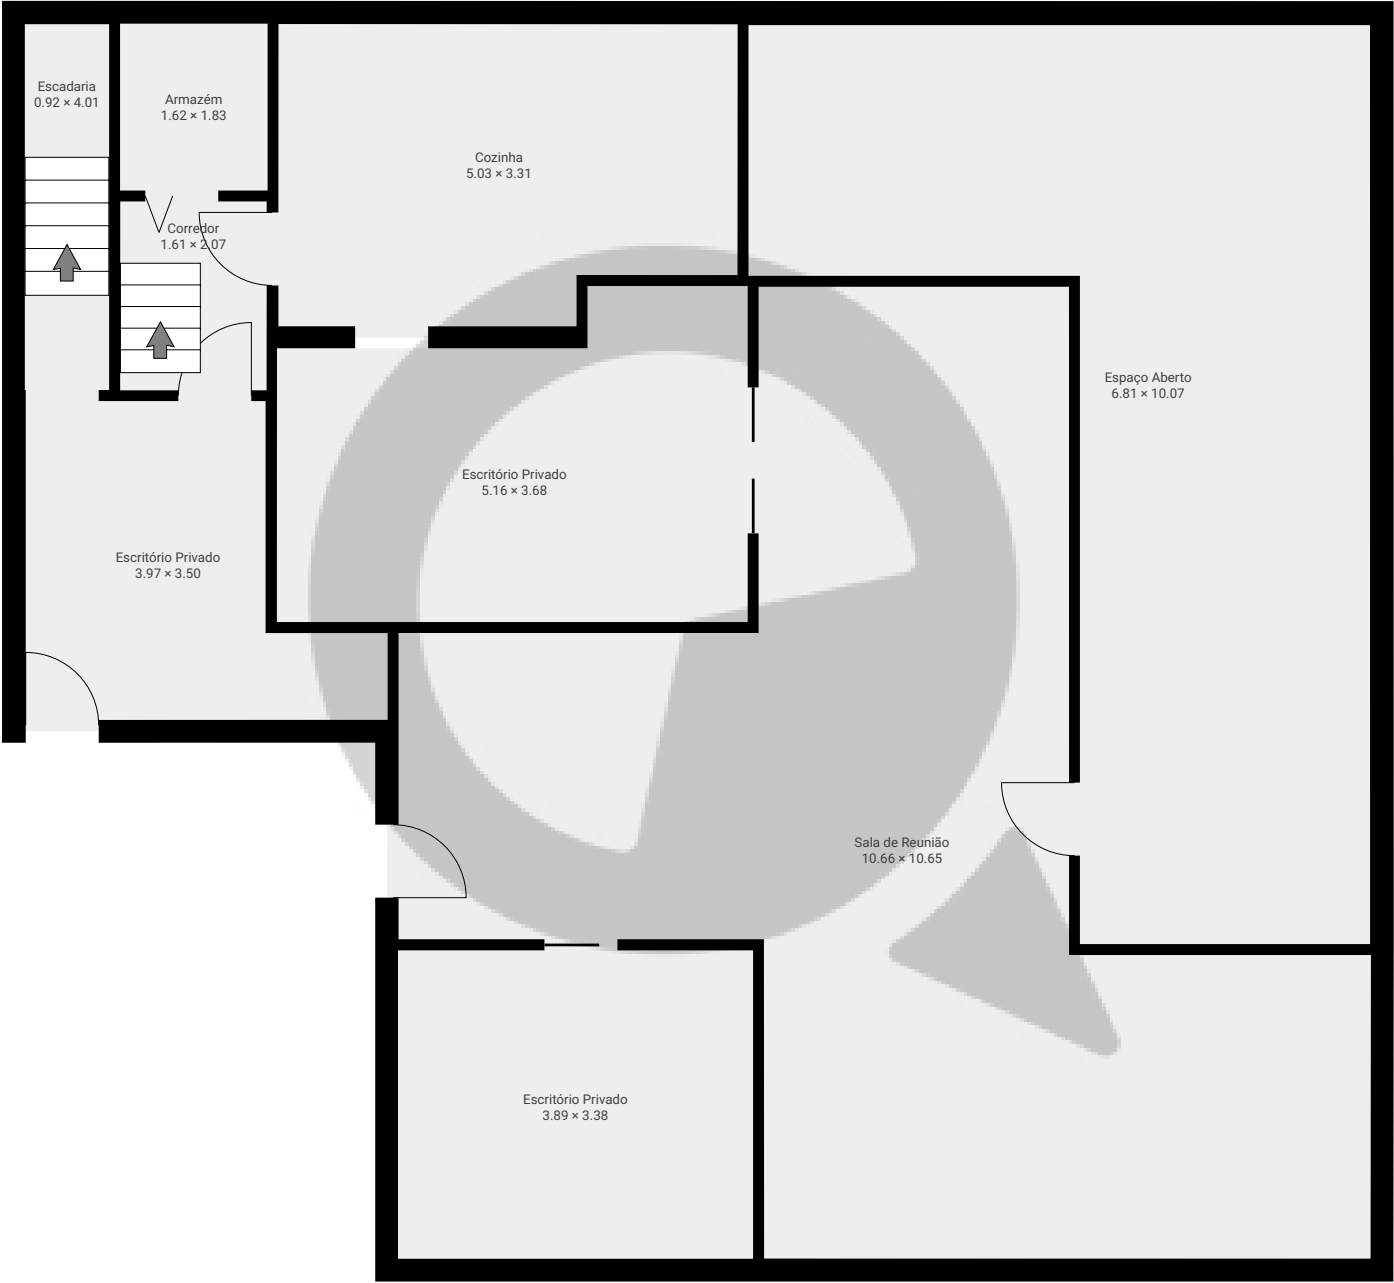 Escadaria
0.92 × 4.01
Armazém
1.62 × 1.83
Cozinha
5.03 × 3.31
Corredor
1.61 × 2.07
Espaço Aberto
6.81 × 10.07
Escritório Privado
5.16 × 3.68
Escritório Privado
3.97 × 3.50
Sala de Reunião
10.66 × 10.65
Escritório Privado
3.89 × 3.38